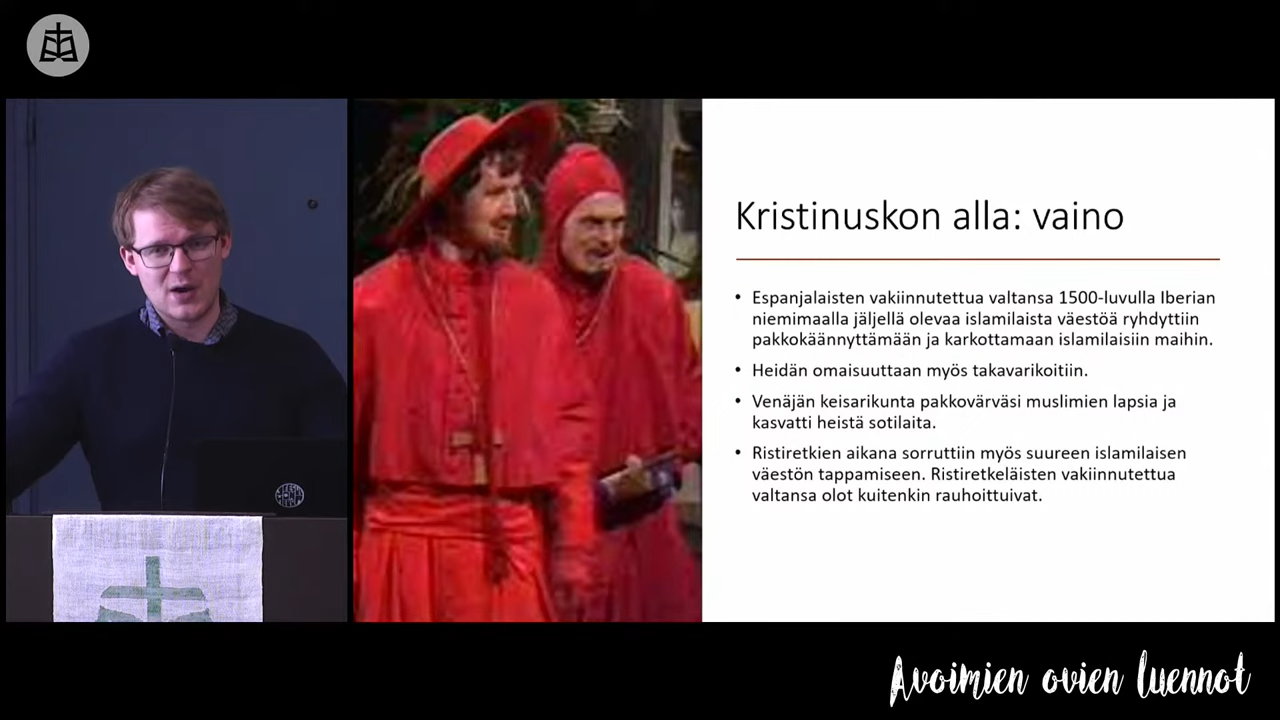 Kristinuskon alla: vaino
• Espanjalaisten vakiinnutettua valtansa 1500-luvulla Iberian
niemimaalla jäljellä olevaa islamilaista väestöä ryhdyttiin
pakkokäännyttämään ja karkottamaan islamilaisiin maihin.
• Heidän omaisuuttaan myös takavarikoitiin.
• Venäjän keisarikunta pakkovärväsi muslimien lapsia ja
kasvatti heistä sotilaita.
• Ristiretkien aikana sorruttiin myös suureen islamilaisen
väestön tappamiseen. Ristiretkeläisten vakiinnutettua
valtansa olot kuitenkin rauhoittuivat.
Avoimien ovien luennot